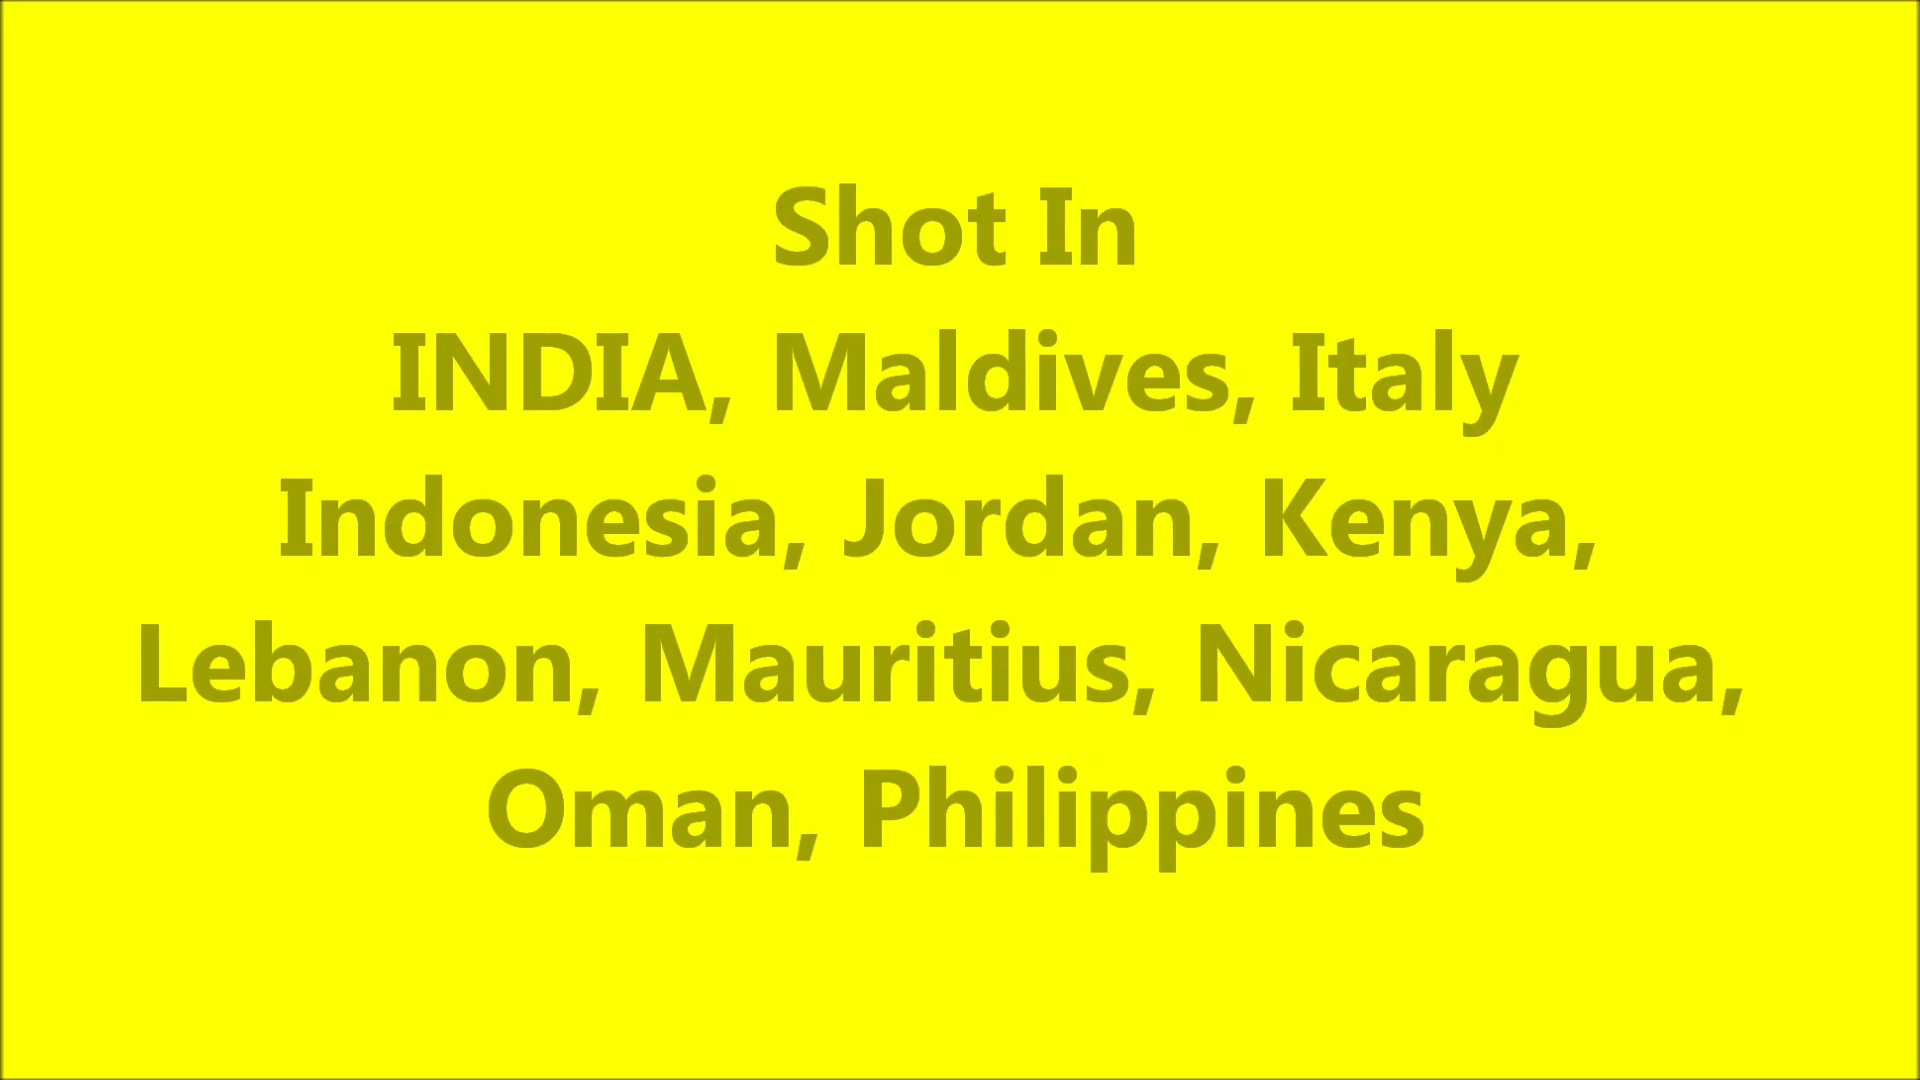 Shot In
INDIA, Maldives, Italy
Indonesia, Jordan, Kenya,
Lebanon, Mauritius, Nicaragua,
Oman, Philippines